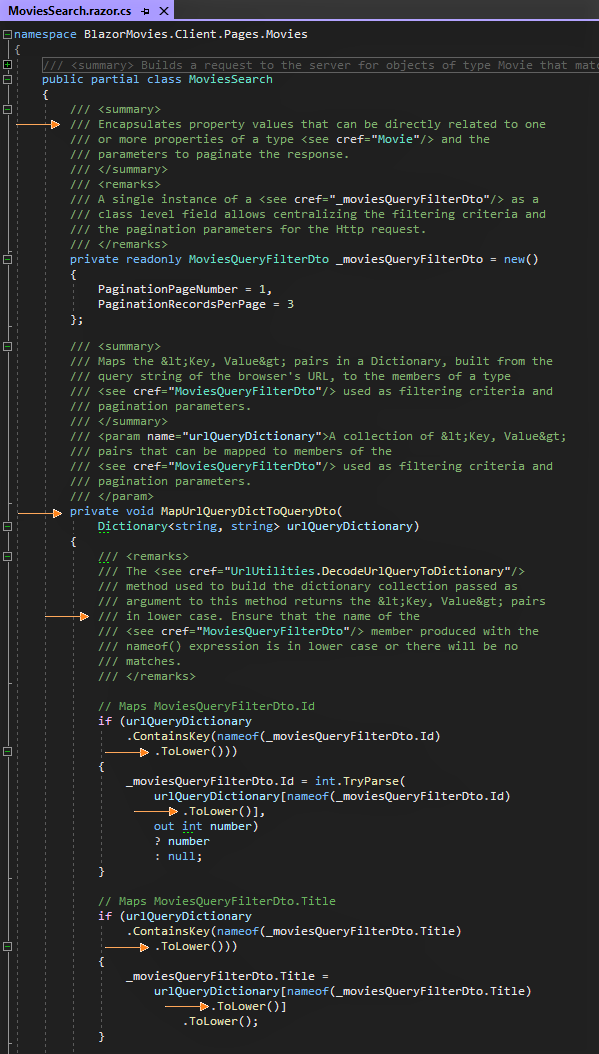 MoviesSearch.razor.cs
namespace BlazorMovies.Client.Pages.Movies
{
/// <summary> Builds a request to the server for objects of type Movie that matc
public partial class MoviesSearch
{
/// <summary>
/// Encapsulates property values that can be directly related to one
/// or more properties of a type <see cref="Movie"/> and the
/// parameters to paginate the response.
/// </summary>
/// <remarks>
/// A single instance of a <see cref="_moviesQueryFilterDto"/> as a
/// class level field allows centralizing the filtering criteria and
/// the pagination parameters for the Http request.
/// </remarks>
private readonly MoviesQueryFilterDto _moviesQueryFilterDto = new()
{
PaginationPageNumber = 1,
PaginationRecordsPerPage = 3
};
/// <summary>
/// Maps the &lt;Key, Value&gt; pairs in a Dictionary, built from the
/// query string of the browser's URL, to the members of a type
/// <see cref="MoviesQueryFilterDto"/> used as filtering criteria and
/// pagination parameters.
/// </summary>
/// <param name="urlQueryDictionary">A collection of &lt;Key, Value&gt;
/// pairs that can be mapped to members of the
/// <see cref="MoviesQueryFilterDto"/> used as filtering criteria and
/// pagination parameters.
/// </param>
private void MapUrlQueryDictToQueryDto(
Dictionary<string, string> urlQueryDictionary)
{
/// <remarks>
/// The <see cref="UrlUtilities.DecodeUrlQueryToDictionary"/>
/// method used to build the dictionary collection passed as
/// argument to this method returns the &lt;Key, Value&gt; pairs
/// in lower case. Ensure that the name of the
/// <see cref="MoviesQueryFilterDto"/> member produced with the
/// nameof() expression is in lower case or there will be no
/// matches.
/// </remarks>
// Maps MoviesQueryFilterDto.Id
if (urlQueryDictionary
.ContainsKey(nameof(_moviesQueryFilterDto.Id)
.ToLower()))
{
_moviesQueryFilterDto.Id = int.TryParse(
urlQueryDictionary[nameof(_moviesQueryFilterDto.Id)
.ToLower()],
out int number)
? number
: null;
}
// Maps MoviesQueryFilterDto.Title
if (urlQueryDictionary
.ContainsKey(nameof(_moviesQueryFilterDto.Title)
.ToLower()))
{
_moviesQueryFilterDto.Title =
urlQueryDictionary[nameof(_moviesQueryFilterDto.Title)
.ToLower()]
.ToLower();
}